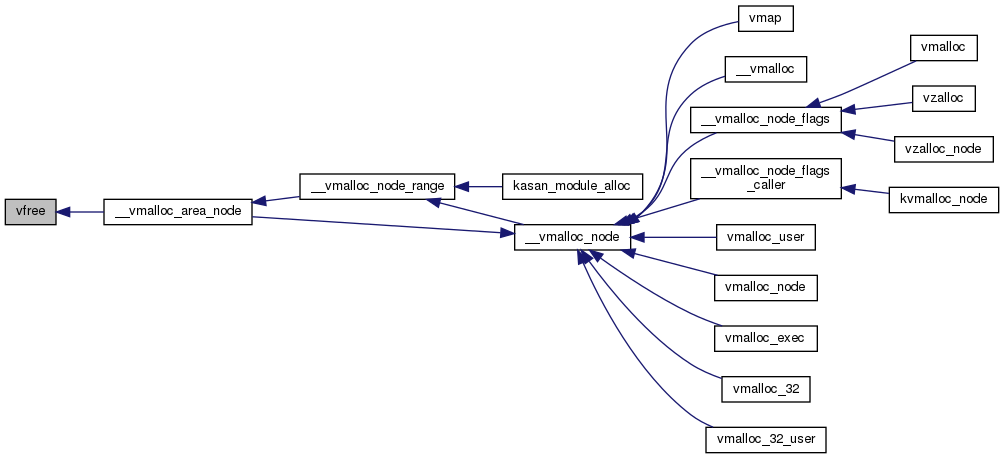 vmap
vmalloc
__vmalloc
vzalloc
__vmalloc_node_flags
vzalloc_node
__vmalloc_node_flags
_caller
__vmalloc_node_range
kasan_module_alloc
kvmalloc_node
vfree
__vmalloc_area_node
__vmalloc_node
vmalloc_user
vmalloc_node
vmalloc_exec
vmalloc_32
vmalloc_32_user